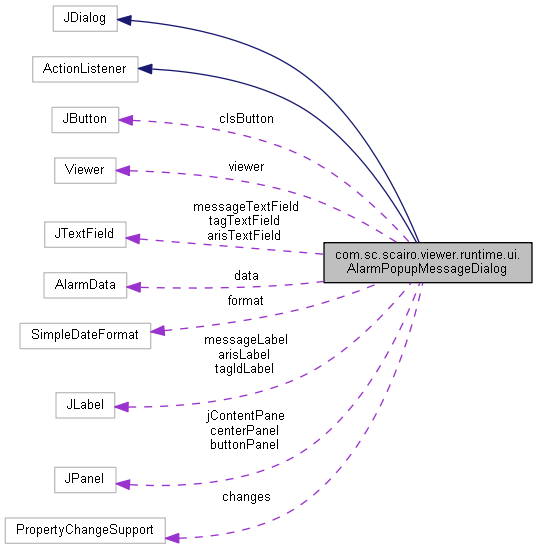 JDialog
ActionListener
JButton
clsButton
Viewer
viewer
messageTextField
tagTextField
arisTextField
JTextField
com.sc.scairo.viewer.runtime.ui.
AlarmPopupMessageDialog
data
AlarmData
format
SimpleDateFormat
messageLabel
arisLabel
tagIdLabel
JLabel
jContentPane
centerPanel
buttonPanel
JPanel
changes
PropertyChangeSupport